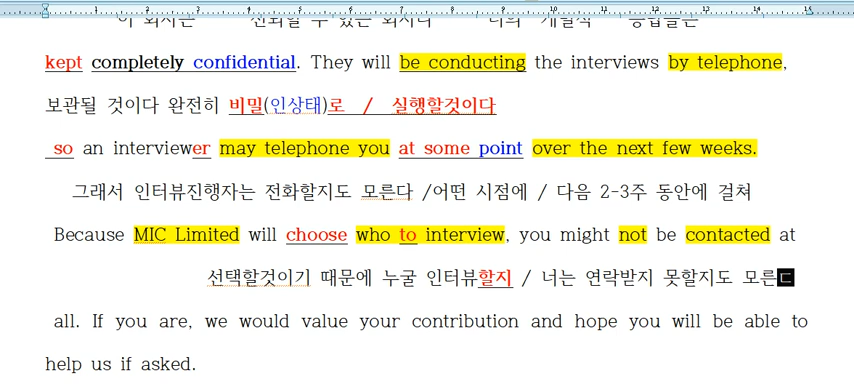 kept completely confidential. They will be conducting the interviews by telephone,
보관될 것이다 완전히 비밀(인상태)로 / 실행할것이다
so an interviewer may telephone you at some point over the next few weeks.
그래서 인터뷰진행자는 전화할지도 모른다 /어떤 시점에 / 다음 2-3주 동안에 걸쳐
Because MIC Limited will choose who to interview, you might not be contacted at
선택할것이기 때문에 누굴 인터뷰할지 / 너는 연락받지 못할지도 모른ㄷ
all. If you are, we would value your contribution and hope you will be able to
help us if asked.